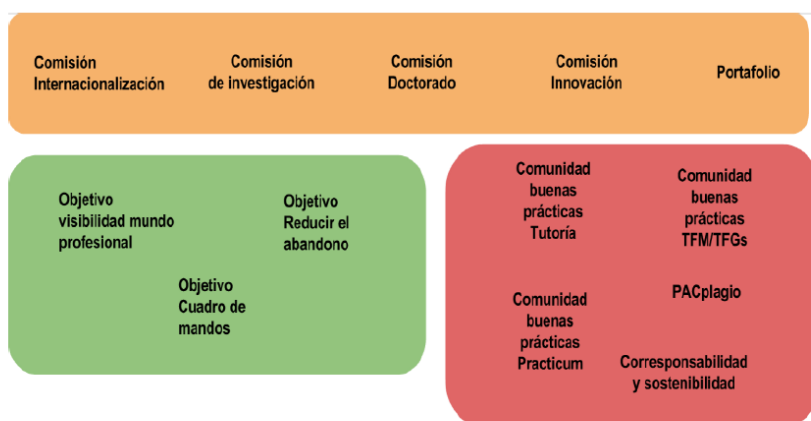 Comisión
Internacionalización
Comisión
de investigación
Comisión
Doctorado
Comisión
Innovación
Portafolio
Objetivo
visibilidad mundo
profesional
Objetivo
Reducir el
abandono
Objetivo
Cuadro de
mandos
Comunidad
buenas
prácticas
Tutoría
Comunidad
buenas
prácticas
TFM/TFGs
Comunidad
buenas
prácticas
Practicum
PACplagio
Corresponsabilidad
y sostenibilidad